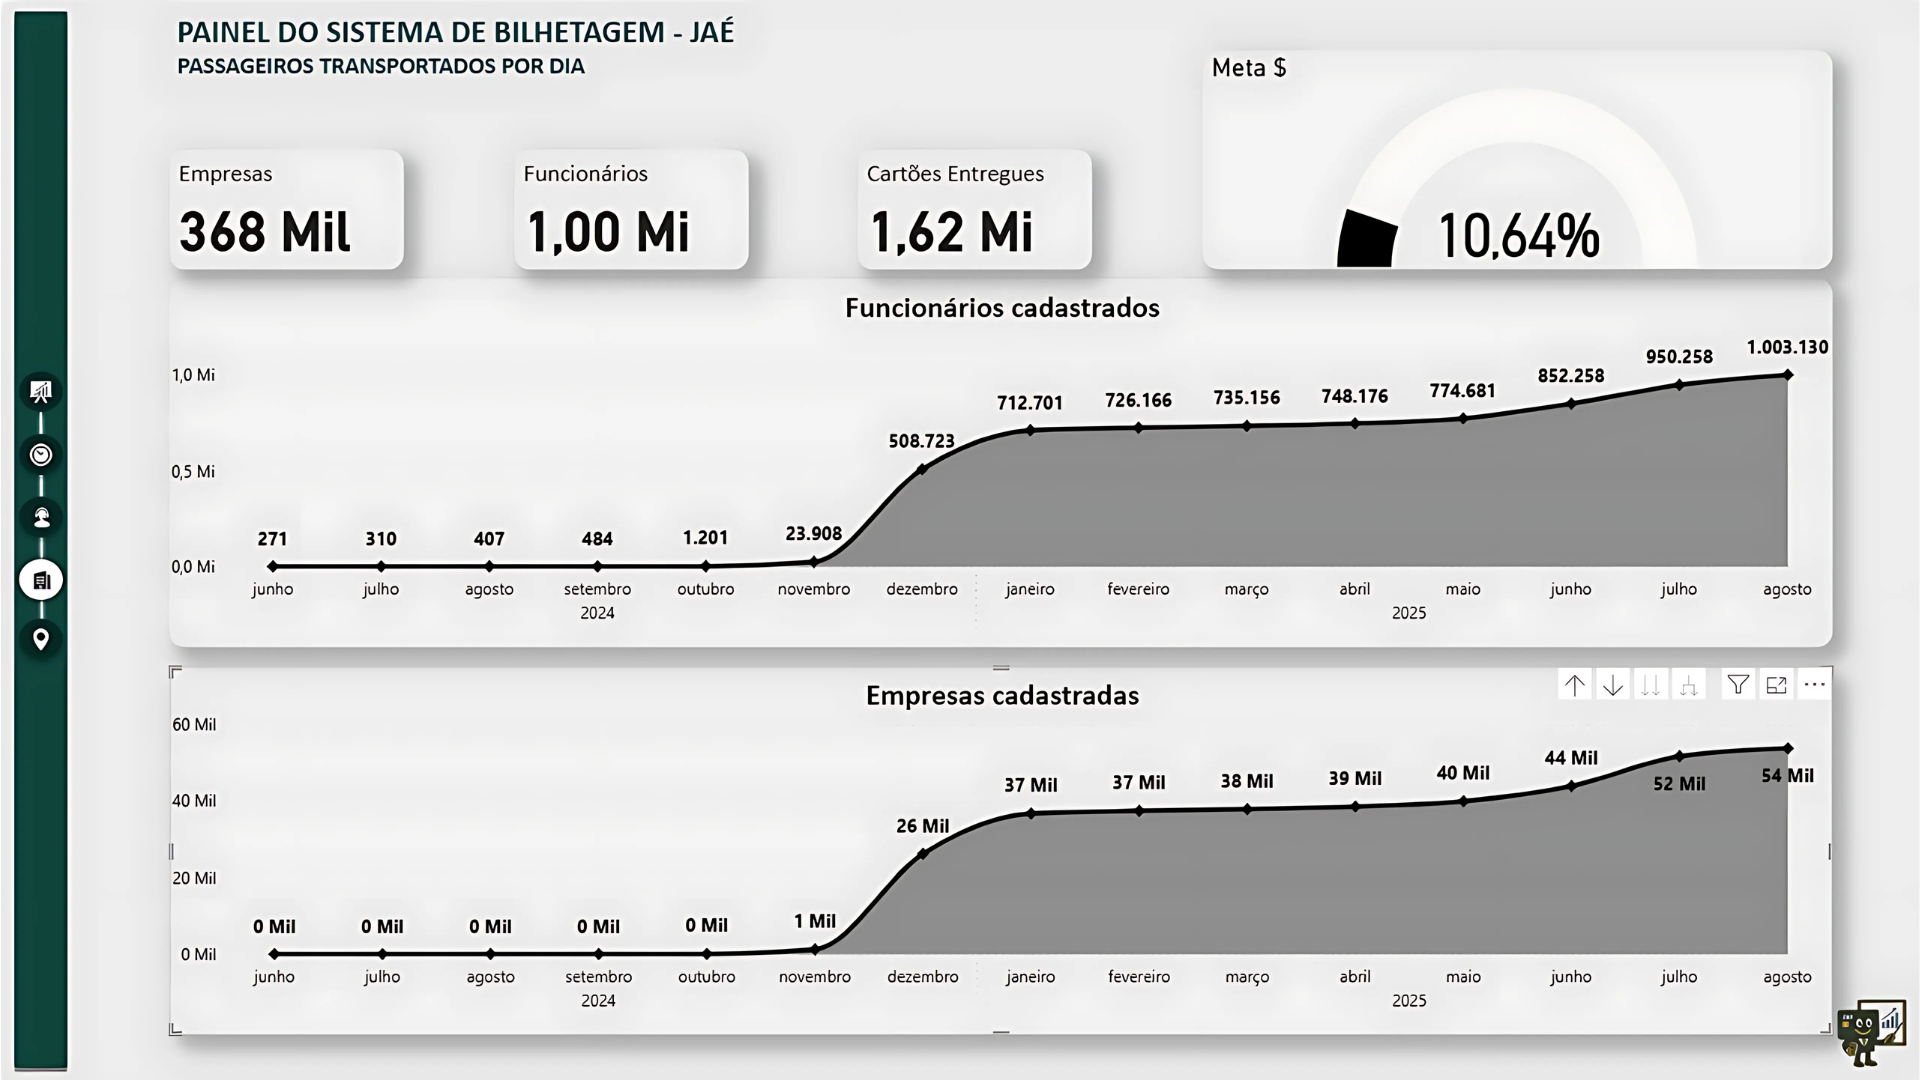 PAINEL DO SISTEMA DE BILHETAGEM - JAÉ
PASSAGEIROS TRANSPORTADOS POR DIA
Meta $
10,64%
Empresas
368 Mil
Funcionários
1,00 Mi
Cartões Entregues
1,62 Mi
Funcionários cadastrados
1,0 Mi
0,5 Mi
0,0 Mi
271
310
407
484
1.201
23.908
508.723
712.701
726.166
735.156
748.176
774.681
852.258
950.258
1.003.130
junho
julho
agosto
setembro
outubro
novembro
dezembro
janeiro
fevereiro
março
abril
maio
junho
julho
agosto
2024
2025
Empresas cadastradas
60 Mil
40 Mil
20 Mil
0 Mil
0 Mil
0 Mil
0 Mil
0 Mil
0 Mil
1 Mil
26 Mil
37 Mil
37 Mil
38 Mil
39 Mil
40 Mil
44 Mil
52 Mil
54 Mil
junho
julho
agosto
setembro
outubro
novembro
dezembro
janeiro
fevereiro
março
abril
maio
junho
julho
agosto
2024
2025